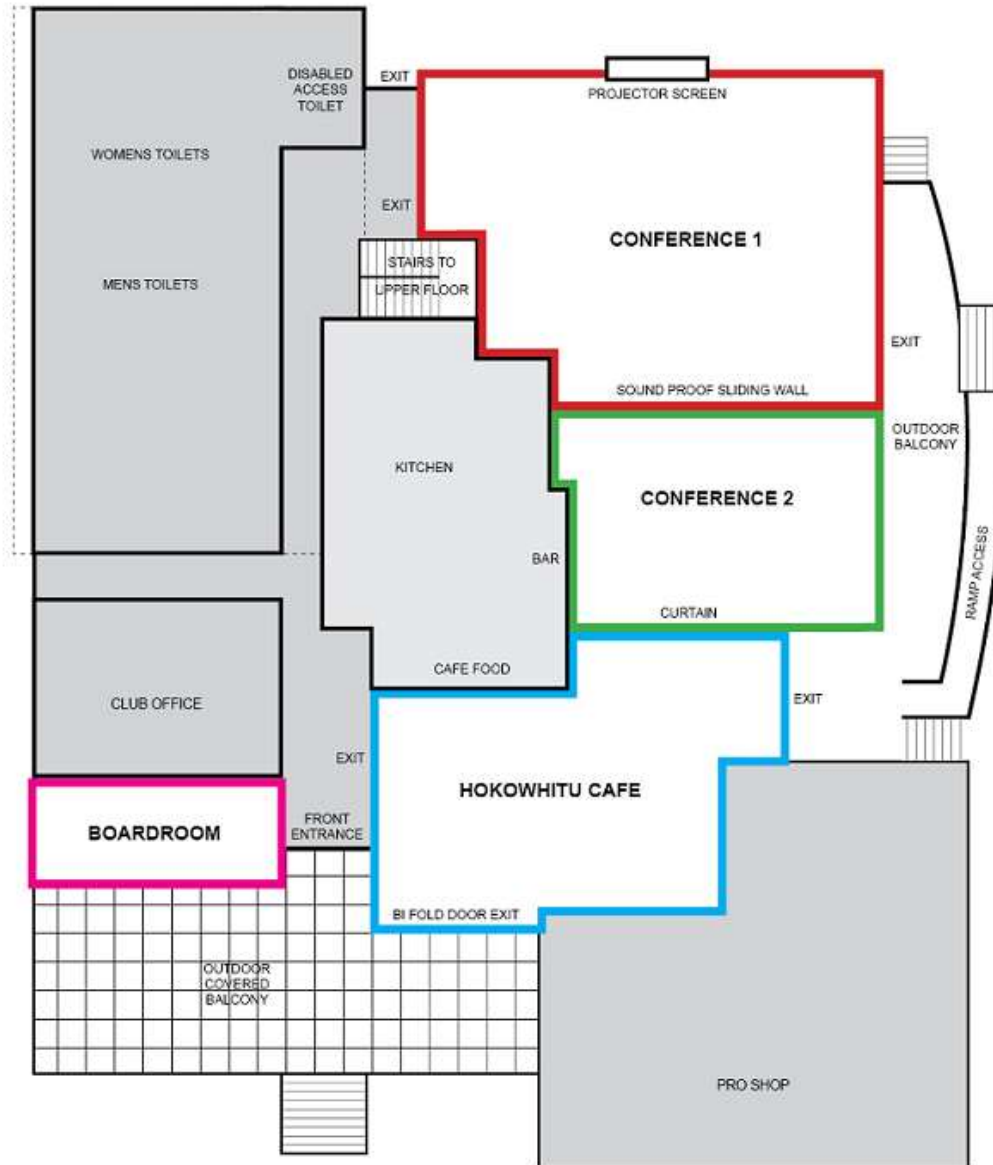 DISABLED
ACCESS
TOILET
EXIT
PROJECTOR SCREEN
WOMENS TOILETS
EXIT
CONFERENCE 1
STAIRS TO
UPPER FLOOR
MENS TOILETS
EXIT
SOUND PROOF SLIDING WALL
OUTDOOR
BALCONY
KITCHEN
CONFERENCE 2
BAR
RAMP ACCESS
CURTAIN
CAFE FOOD
CLUB OFFICE
EXIT
EXIT
HOKOWHITU CAFE
BOARDROOM
FRONT
ENTRANCE
BI FOLD DOOR EXIT
OUTDOOR
COVERED
BALCONY
PRO SHOP